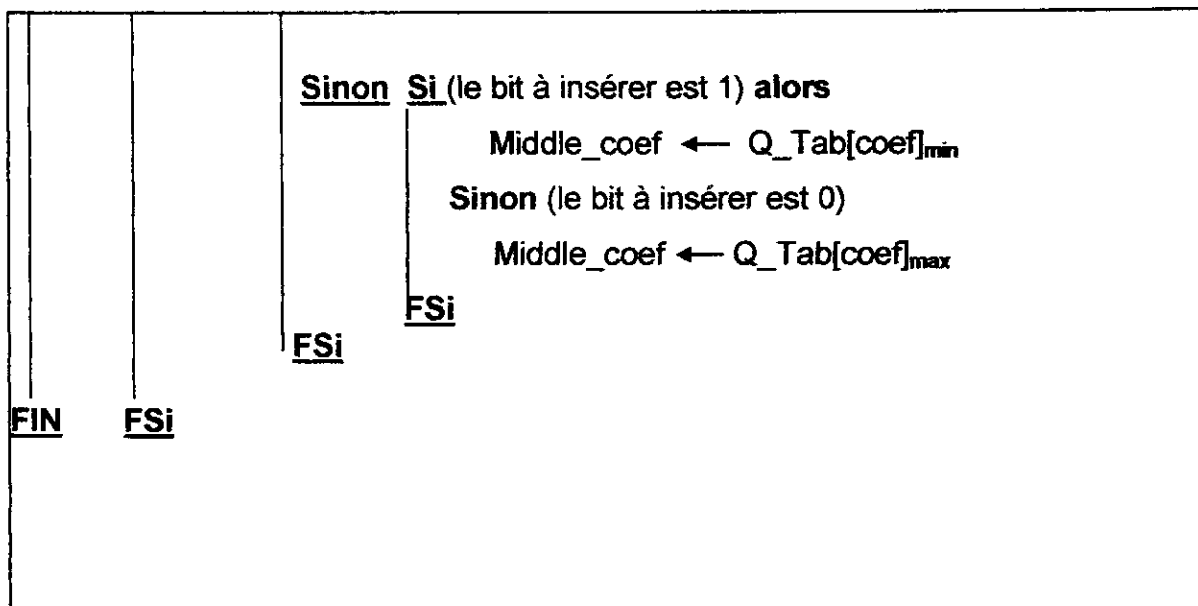 Sinon Si (le bit à insérer est 1) alors
Middle_coef ← Q_Tab[coef]min
Sinon (le bit à insérer est 0)
Middle_coef ← Q_Tab[coef]max
FSi
FSi
FIN FSi